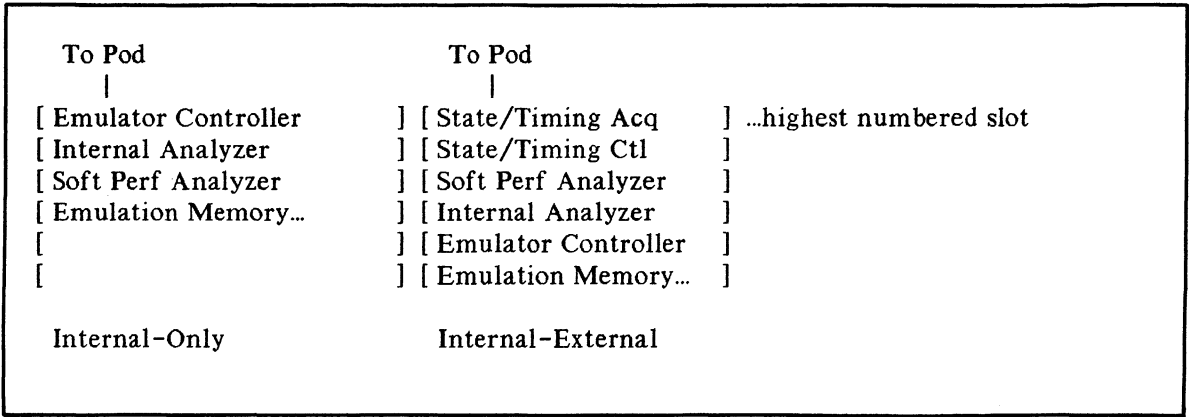 To Pod To Pod
| |
[ Emulator Controller ] [ State/Timing Acq ] ...highest numbered slot
[ Internal Analyzer ] [ State/Timing Ctl ]
[ Soft Perf Analyzer ] [ Soft Perf Analyzer ]
[ Emulation Memory... ] [ Internal Analyzer ]
[ ] [ Emulator Controller ]
[ ] [ Emulation Memory... ]
Internal-Only Internal-External